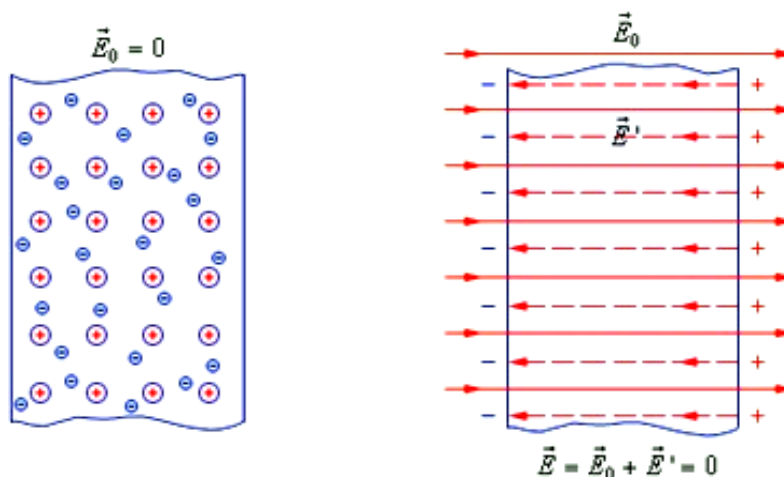 E⃗₀ = 0
E⃗₀
E⃗'
E⃗ = E⃗₀ + E⃗' = 0